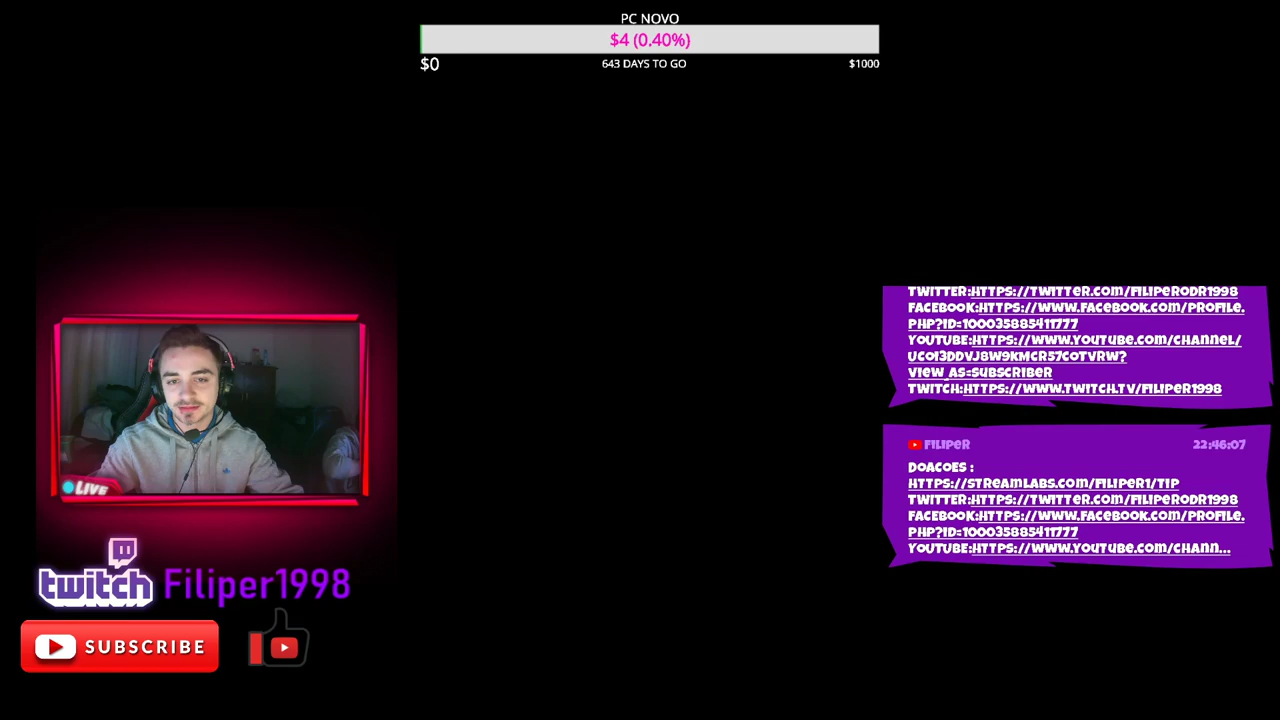 PC NOVO
$4 (0.40%)
$0 643 DAYS TO GO $1000
TWITTER:HTTPS://TWITTER.COM/FILIPERODR1998
FACEBOOK:HTTPS://WWW.FACEBOOK.COM/PROFILE.
PHP?ID=100035885411777
YOUTUBE:HTTPS://WWW.YOUTUBE.COM/CHANNEL/
UCOI3DDVJ8W9KMCR57COTVRW?
VIEW_AS=SUBSCRIBER
TWITCH:HTTPS://WWW.TWITCH.TV/FILIPER1998
FILIPER 22:46:07
DOACOES :
HTTPS://STREAMLABS.COM/FILIPER1/TIP
TWITTER:HTTPS://TWITTER.COM/FILIPERODR1998
FACEBOOK:HTTPS://WWW.FACEBOOK.COM/PROFILE.
PHP?ID=100035885411777
YOUTUBE:HTTPS://WWW.YOUTUBE.COM/CHANN...
LIVE
twitch Filiper1998
SUBSCRIBE